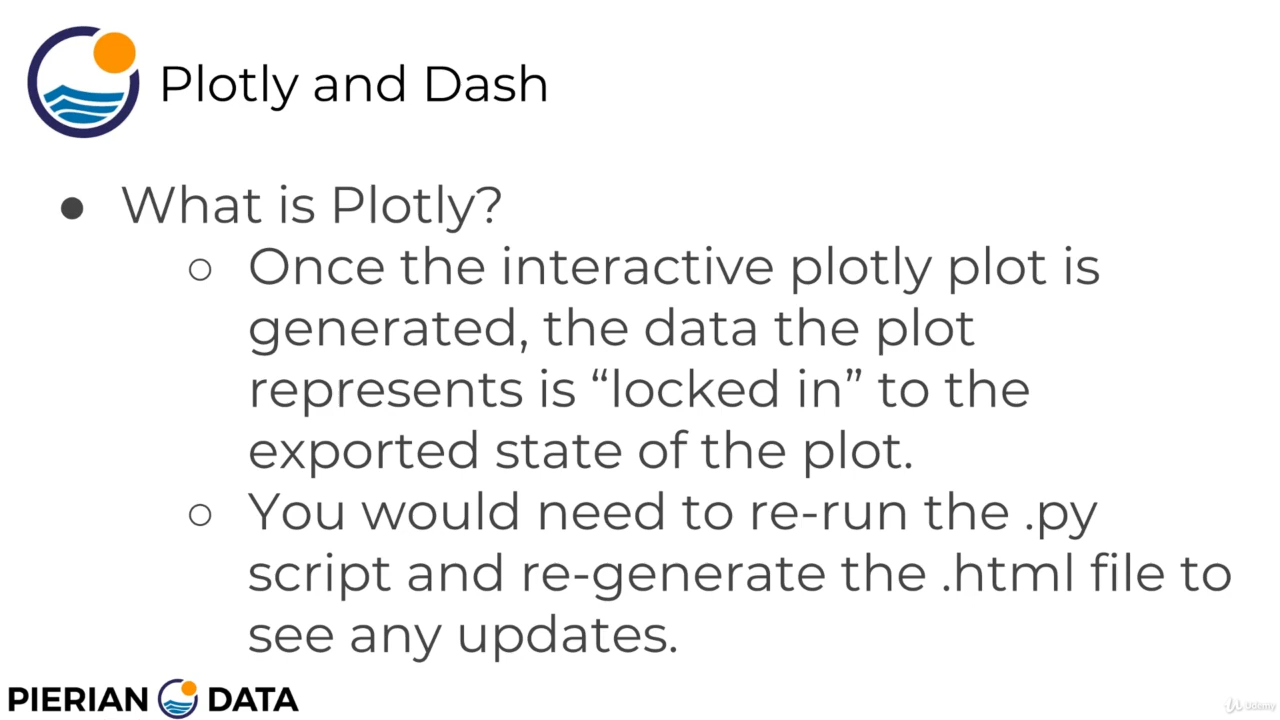 Plotly and Dash
● What is Plotly?
○ Once the interactive plotly plot is
generated, the data the plot
represents is “locked in” to the
exported state of the plot.
○ You would need to re-run the .py
script and re-generate the .html file to
see any updates.
PIERIAN DATA
Udemy